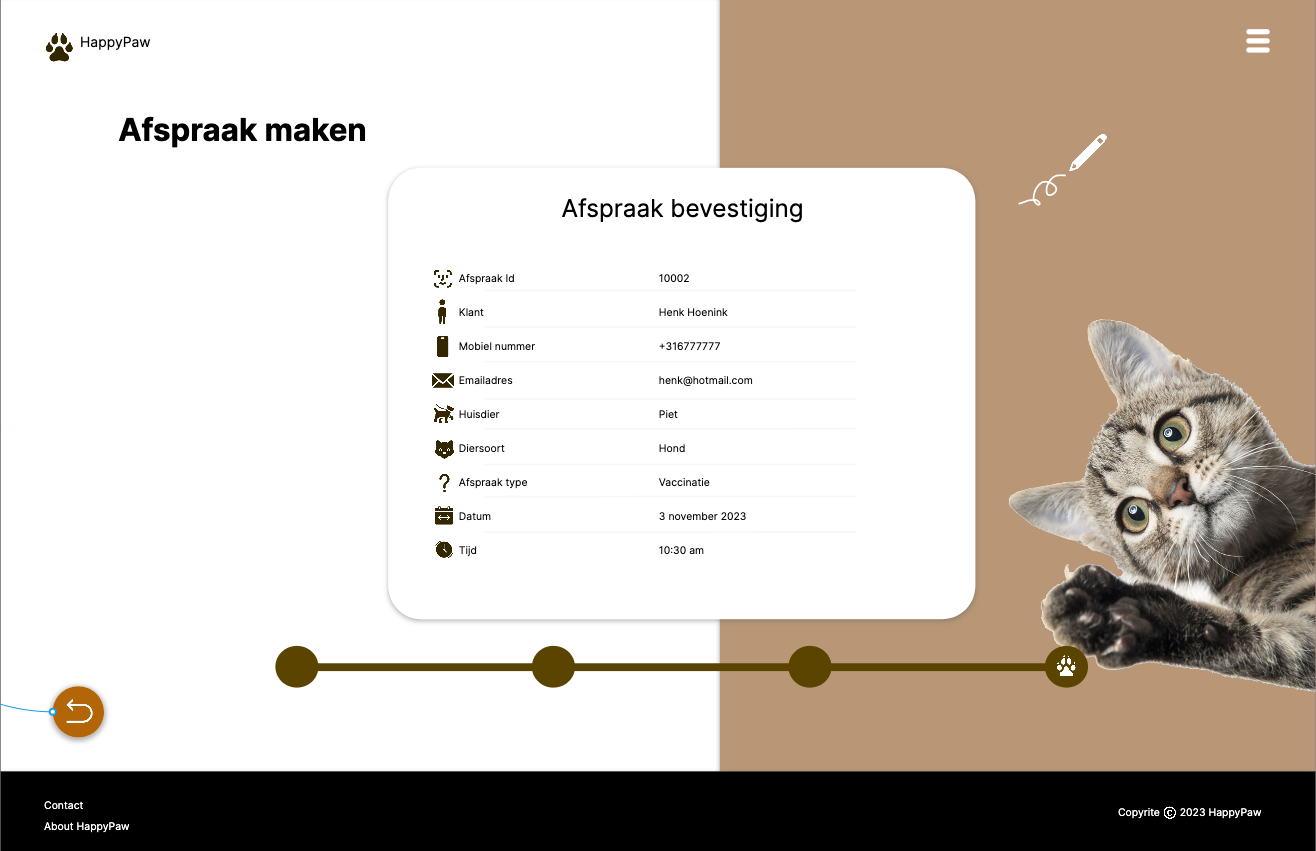 HappyPaw
Afspraak maken
Afspraak bevestiging
Afspraak Id 10002
Klant Henk Hoenink
Mobiel nummer +316777777
Emailadres henk@hotmail.com
Huisdier Piet
Diersoort Hond
Afspraak type Vaccinatie
Datum 3 november 2023
Tijd 10:30 am
Contact
About HappyPaw
Copyrite © 2023 HappyPaw